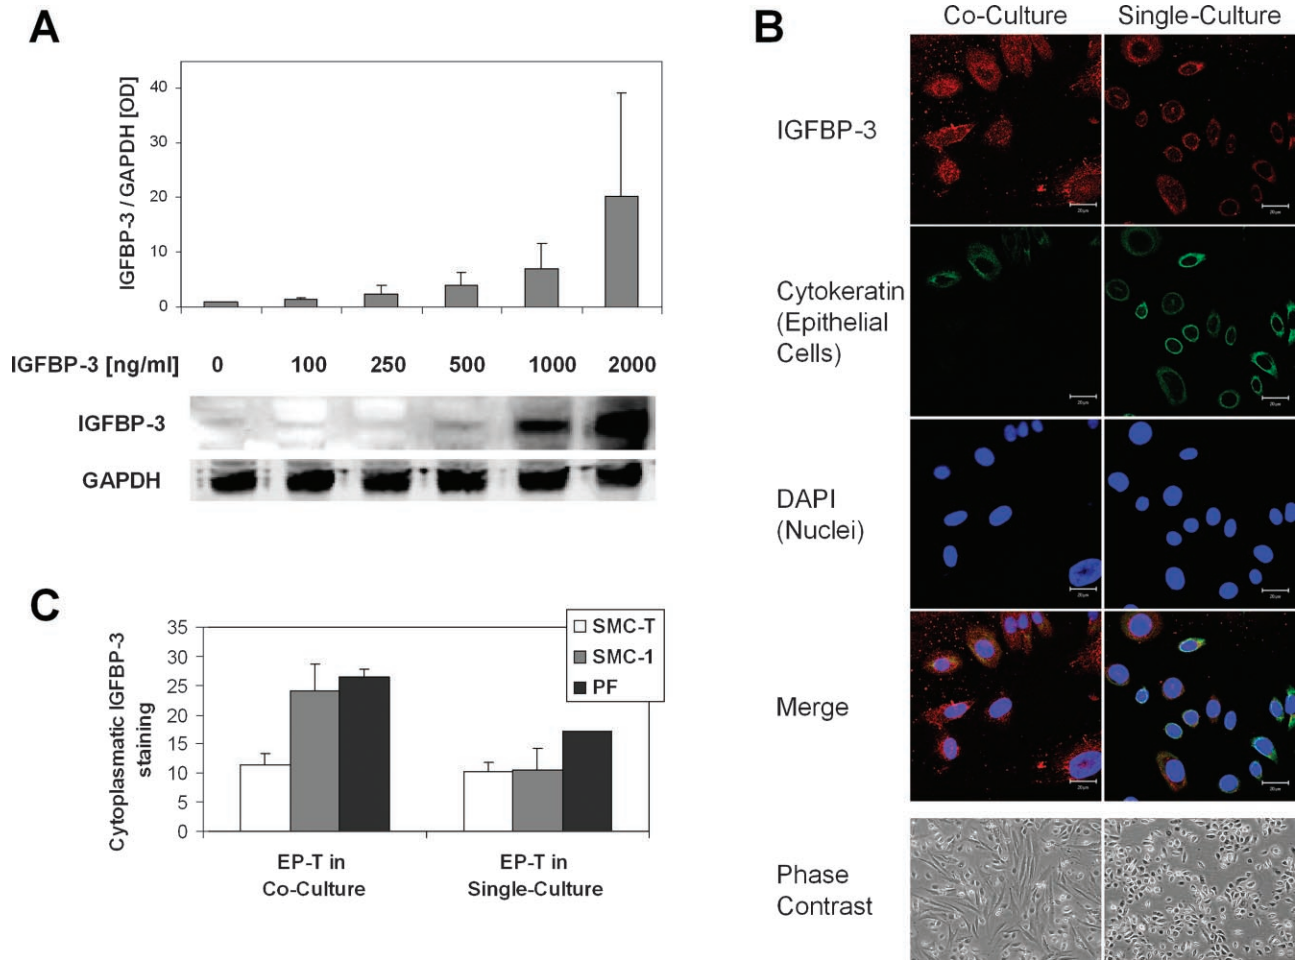 A
40
30
20
10
0
IGFBP-3 / GAPDH [OD]
IGFBP-3 [ng/ml] 0 100 250 500 1000 2000
IGFBP-3
GAPDH
B
Co-Culture Single-Culture
IGFBP-3
Cytokeratin
(Epithelial
Cells)
DAPI
(Nuclei)
Merge
Phase
Contrast
C
Cytoplasmatic IGFBP-3
staining
35
30
25
20
15
10
5
0
SMC-T
SMC-1
PF
EP-T in
Co-Culture
EP-T in
Single-Culture